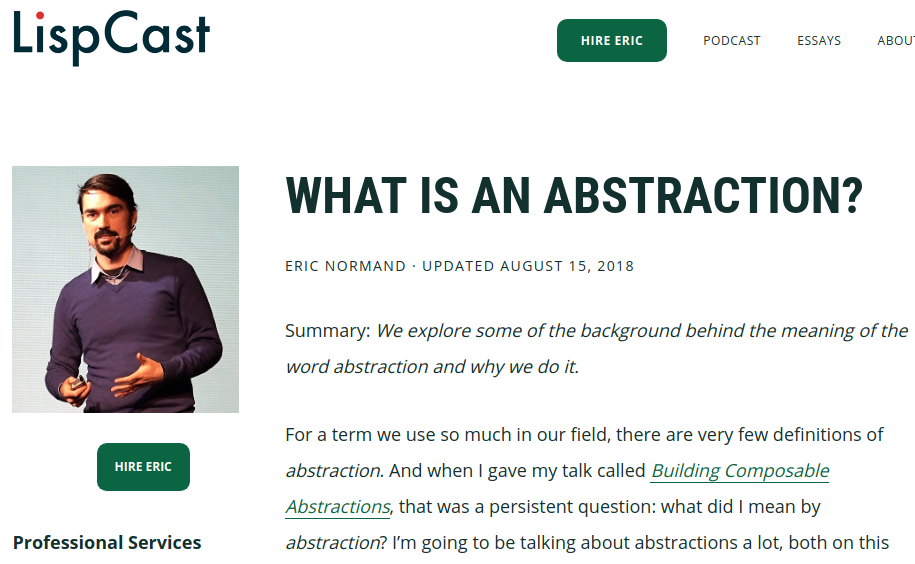 LispCast
HIRE ERIC
PODCAST
ESSAYS
ABOUT
WHAT IS AN ABSTRACTION?
ERIC NORMAND · UPDATED AUGUST 15, 2018
Summary: We explore some of the background behind the meaning of the
word abstraction and why we do it.
For a term we use so much in our field, there are very few definitions of
abstraction. And when I gave my talk called Building Composable
Abstractions, that was a persistent question: what did I mean by
abstraction? I’m going to be talking about abstractions a lot, both on this
HIRE ERIC
Professional Services